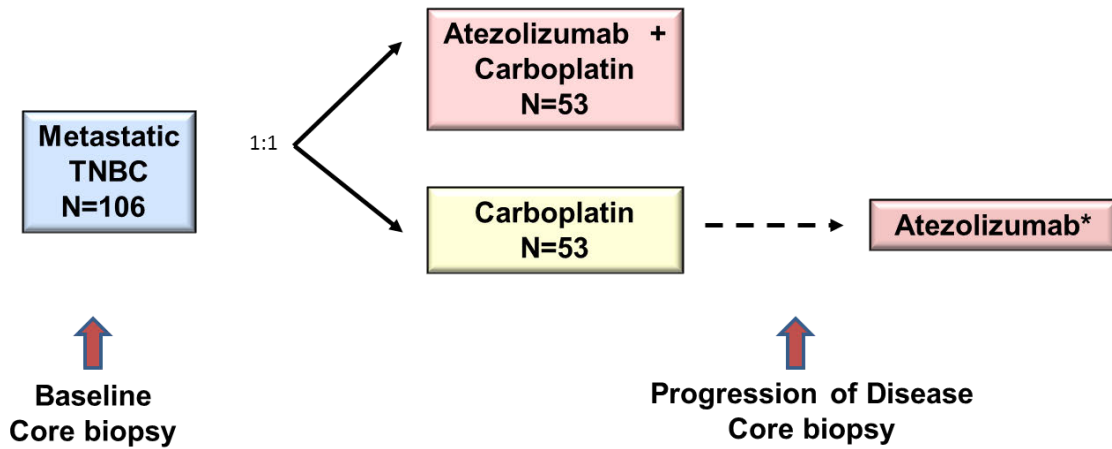 Metastatic
TNBC
N=106
1:1
Atezolizumab +
Carboplatin
N=53
Carboplatin
N=53
Atezolizumab*
Baseline
Core biopsy
Progression of Disease
Core biopsy